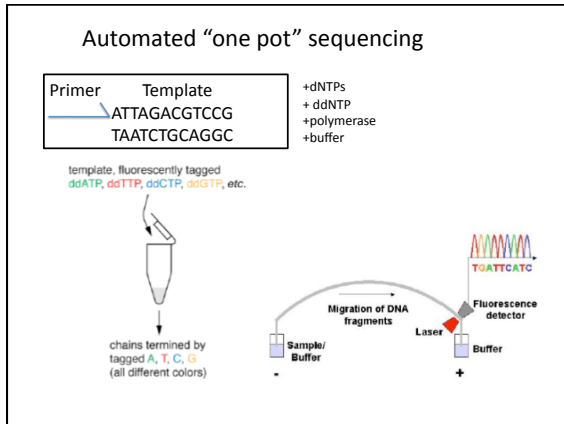 Automated “one pot” sequencing
Primer Template
ATTAGACGTCCG
TAATCTGCAGGC
+dNTPs
+ ddNTP
+polymerase
+buffer
template, fluorescently tagged
ddATP, ddTTP, ddCTP, ddGTP, etc.
chains termined by
tagged A, T, C, G
(all different colors)
TGATTCATC
Migration of DNA
fragments
Fluorescence
detector
Laser
Sample/
Buffer
Buffer
-
+